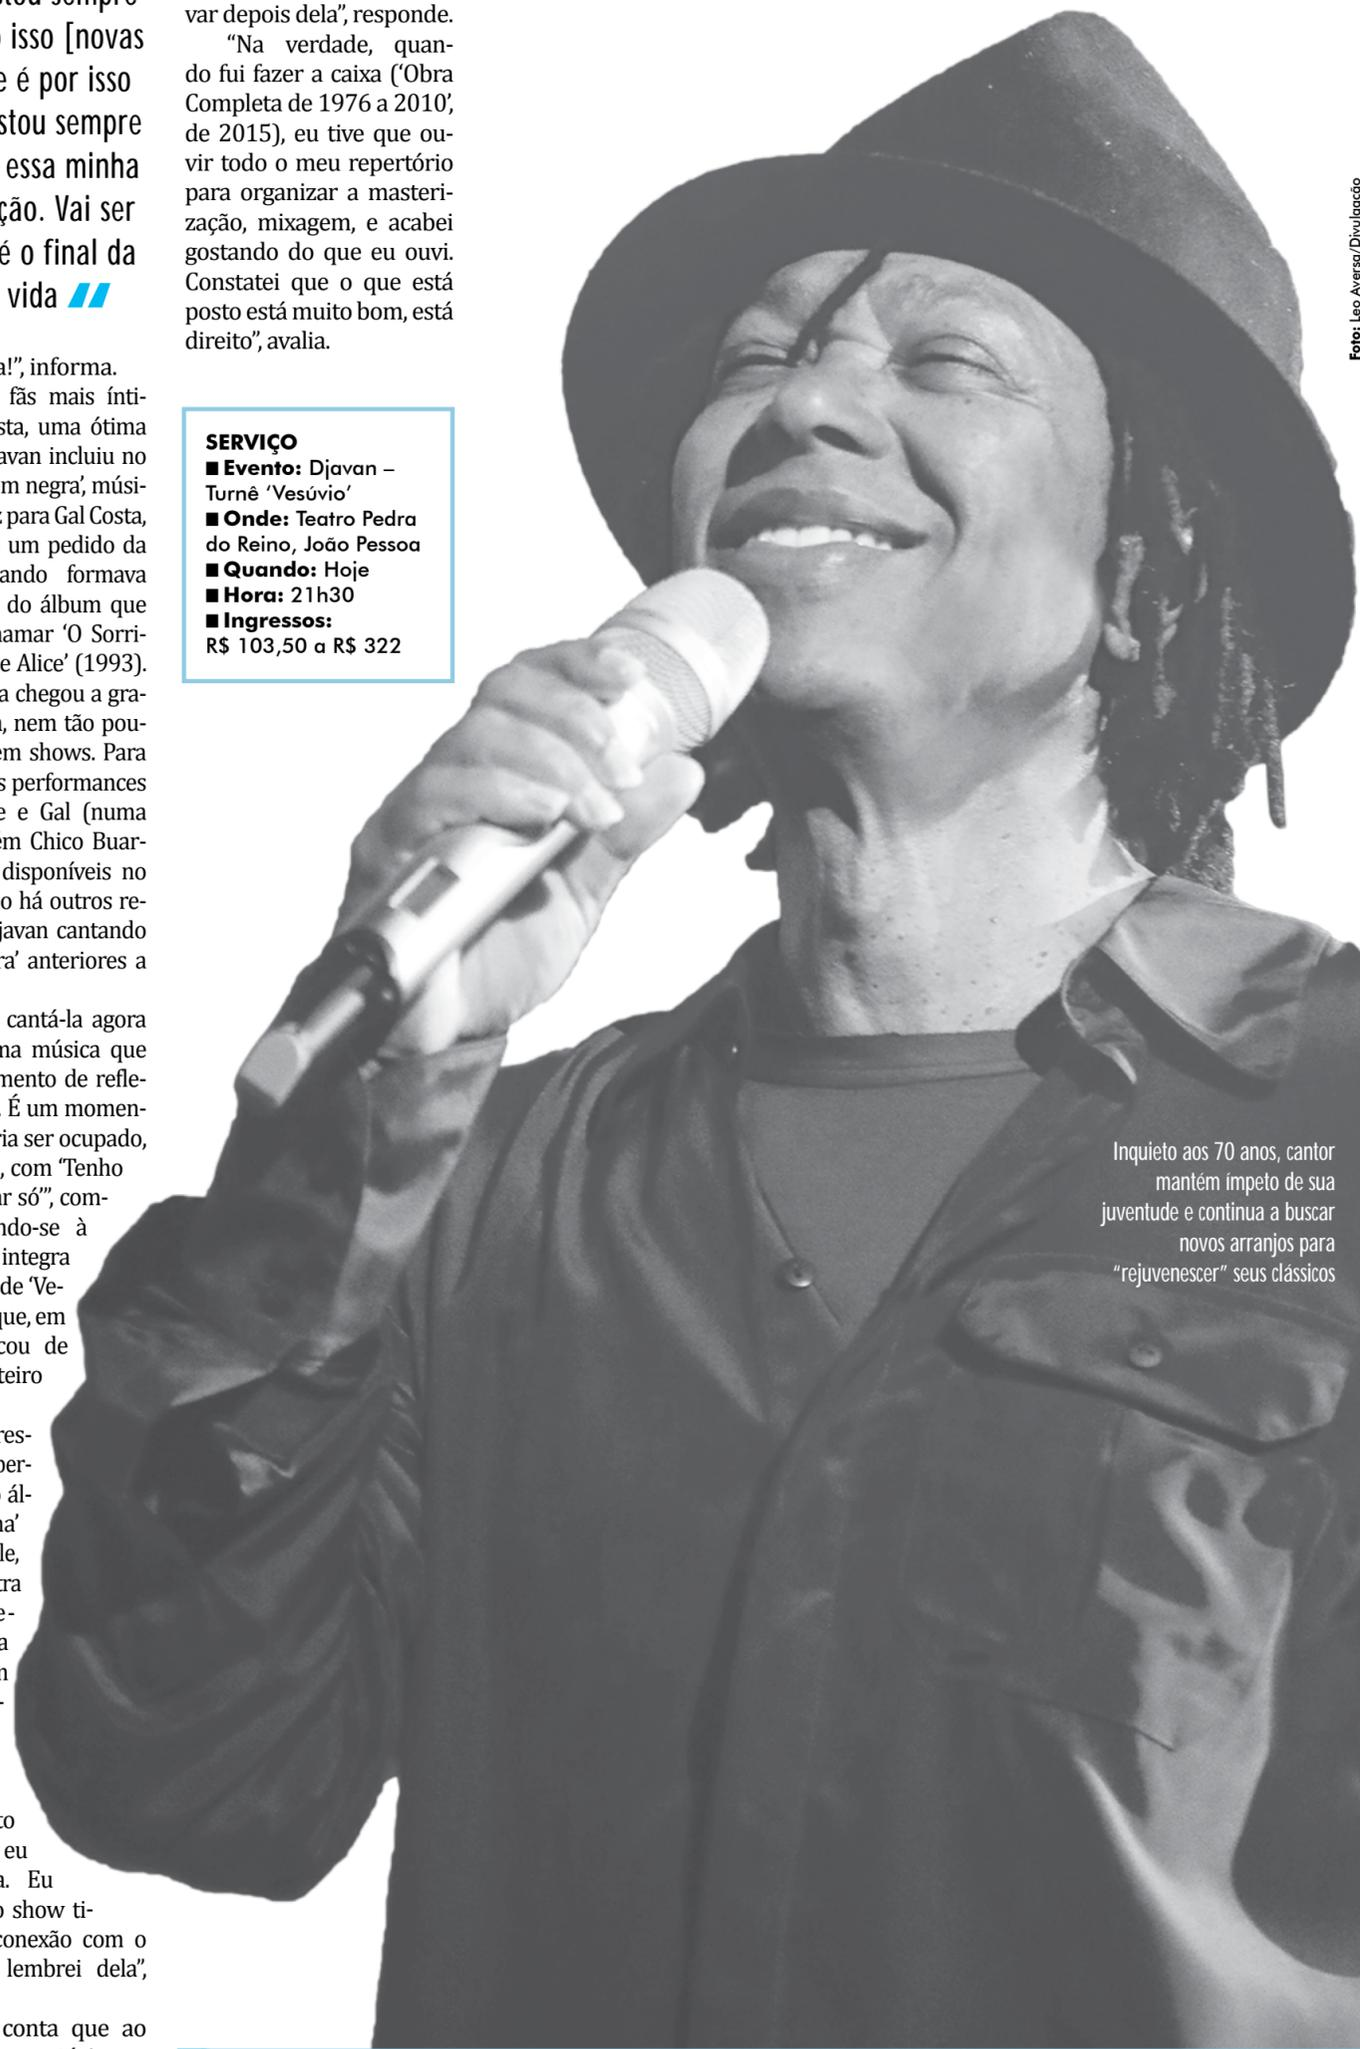 isso [novas
e é por isso
stou sempre
essa minha
ção. Vai ser
é o final da
vida
a!”, informa.
fãs mais ínti-
sta, uma ótima
avan incluiu no
m negra’, músi-
z para Gal Costa,
um pedido da
ando formava
do álbum que
hamar ‘O Sorri-
e Alice’ (1993).
a chegou a gra-
, nem tão pou-
em shows. Para
s performances
e e Gal (numa
ém Chico Buar-
disponíveis no
o há outros re-
javan cantando
ra’ anteriores a
cantá-la agora
ma música que
mento de refle-
. É um momen-
ria ser ocupado,
, com ‘Tenho
ar só’”, com-
ndo-se à
integra
de ‘Ve-
que, em
cou de
teiro
res-
per-
ál-
na’
le,
tra
e-
a
to
eu
a. Eu
o show ti-
conexão com o
lembrei dela”,
conta que ao
var depois dela”, responde.
“Na verdade, quan-
do fui fazer a caixa (‘Obra
Completa de 1976 a 2010’,
de 2015), eu tive que ou-
vir todo o meu repertório
para organizar a masteri-
zação, mixagem, e acabei
gostando do que eu ouvi.
Constatei que o que está
posto está muito bom, está
direito”, avalia.
SERVIÇO
■ Evento: Djavan –
Turnê ‘Vesúvio’
■ Onde: Teatro Pedra
do Reino, João Pessoa
■ Quando: Hoje
■ Hora: 21h30
■ Ingressos:
R$ 103,50 a R$ 322
Foto: Leo Aversa/Divulgação
Inquieto aos 70 anos, cantor
mantém ímpeto de sua
juventude e continua a buscar
novos arranjos para
“rejuvenescer” seus clássicos